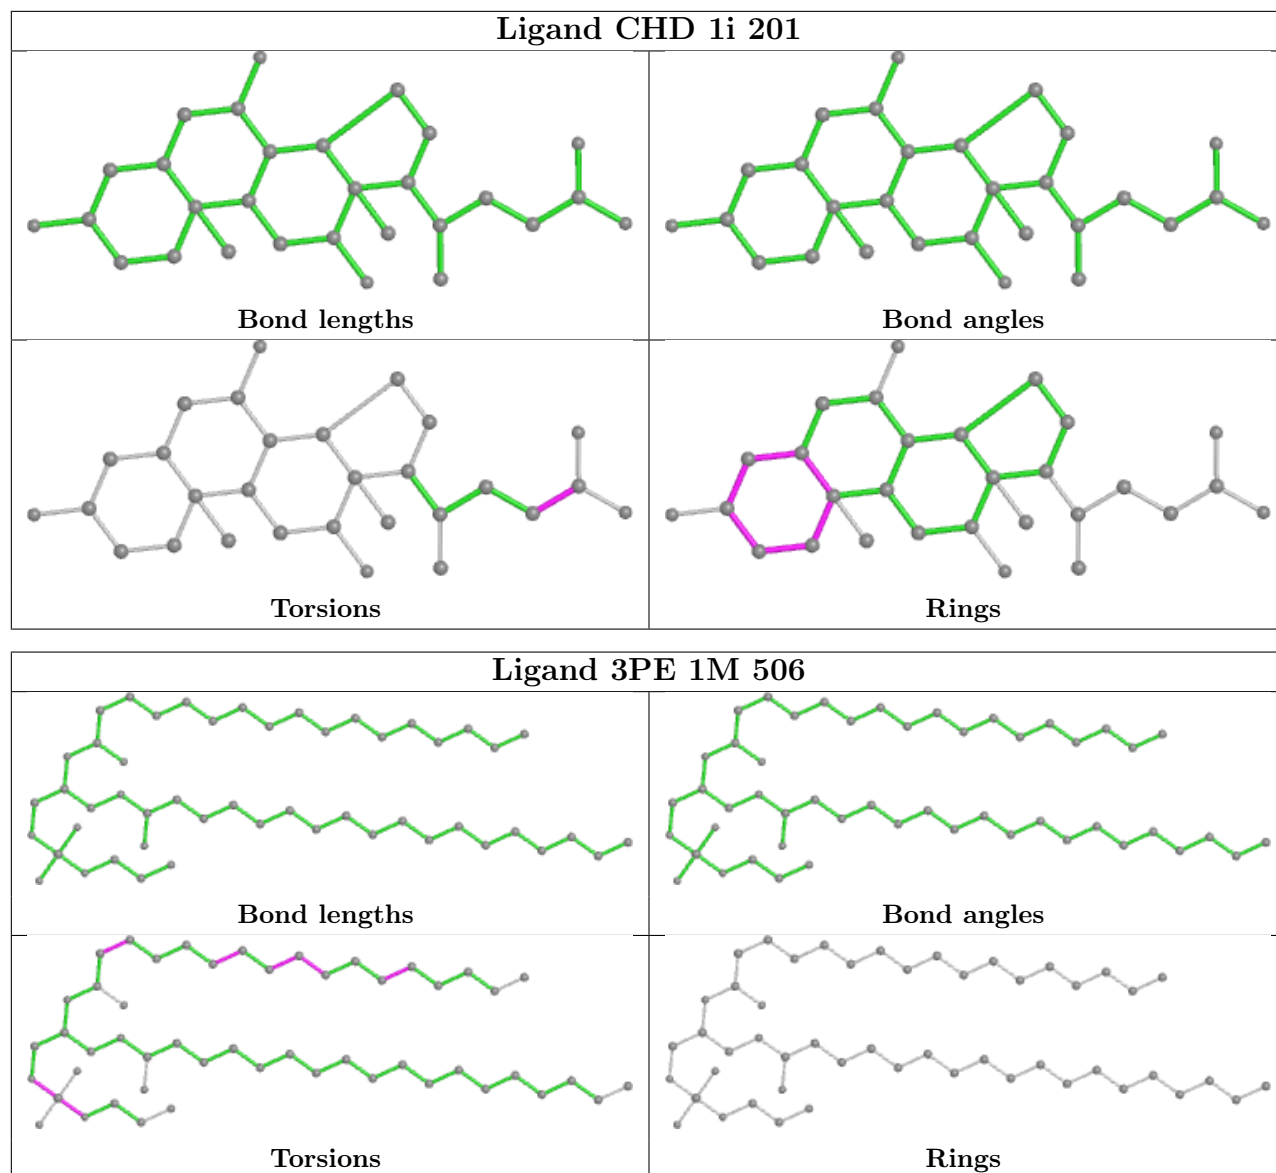 Ligand CHD 1i 201
Bond lengths
Bond angles
Torsions
Rings
Ligand 3PE 1M 506
Bond lengths
Bond angles
Torsions
Rings